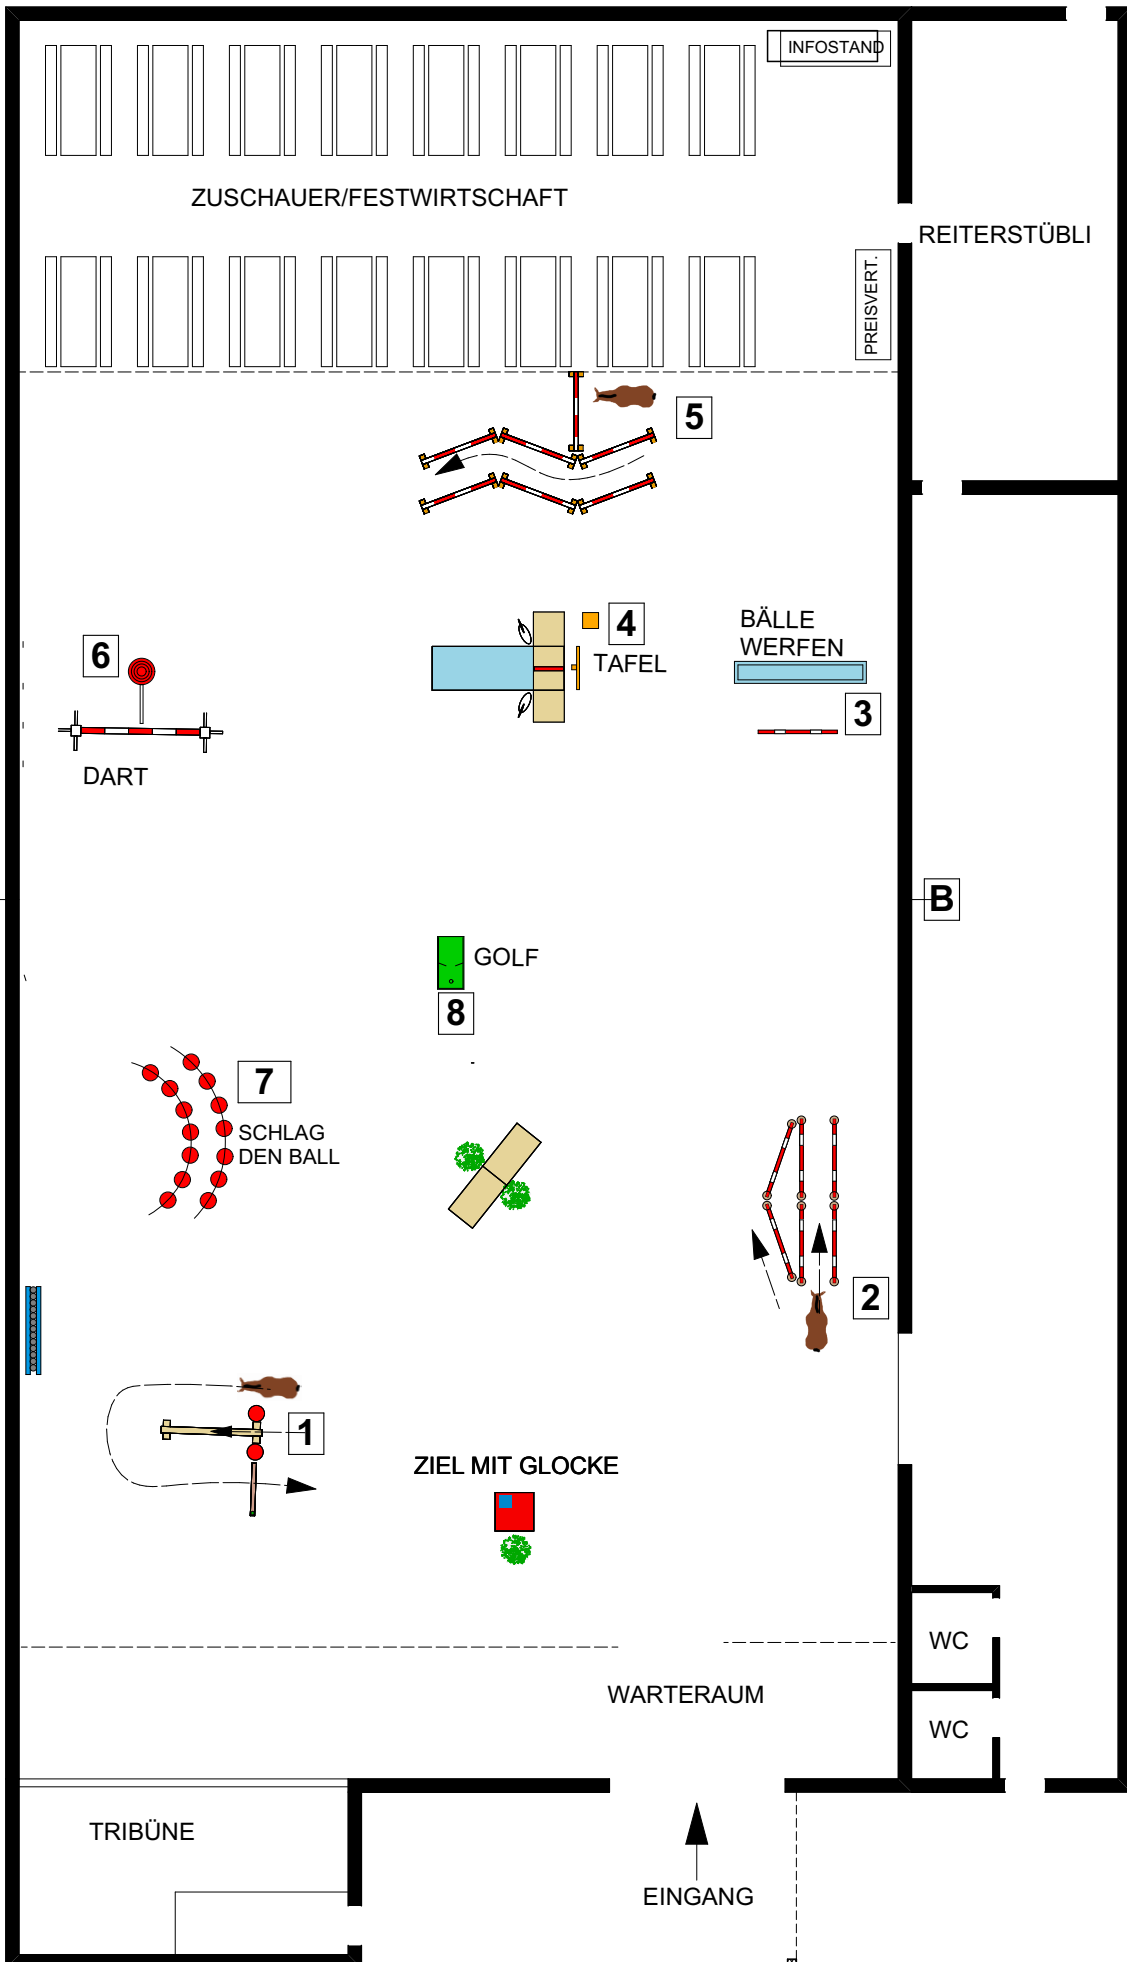 INFOSTAND
ZUSCHAUER/FESTWIRTSCHAFT
REITERSTÜBLI
PREISVERT.
5
4
TAFEL
BÄLLE
WERFEN
6
3
DART
B
GOLF
8
7
SCHLAG
DEN BALL
2
1
ZIEL MIT GLOCKE
WC
WARTERAUM
WC
TRIBÜNE
EINGANG